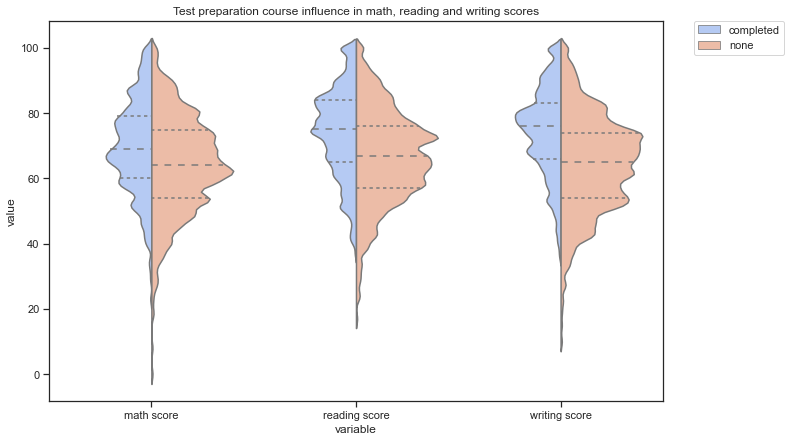 Test preparation course influence in math, reading and writing scores
completed
none
100
80
60
40
20
0
value
math score
reading score
writing score
variable